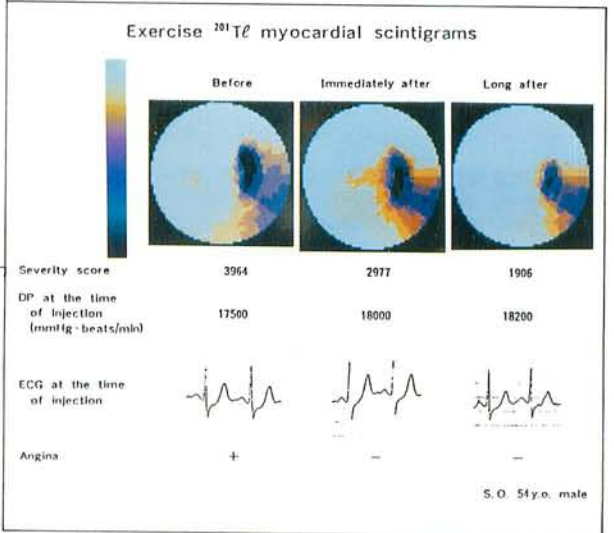 Exercise ²⁰¹Tℓ myocardial scintigrams
Before Immediately after Long after
Severity score 3964 2977 1906
DP at the time
of injection 17500 18000 18200
(mmHg·beats/min)
ECG at the time
of injection
Angina + − −
S.O. 54y.o. male